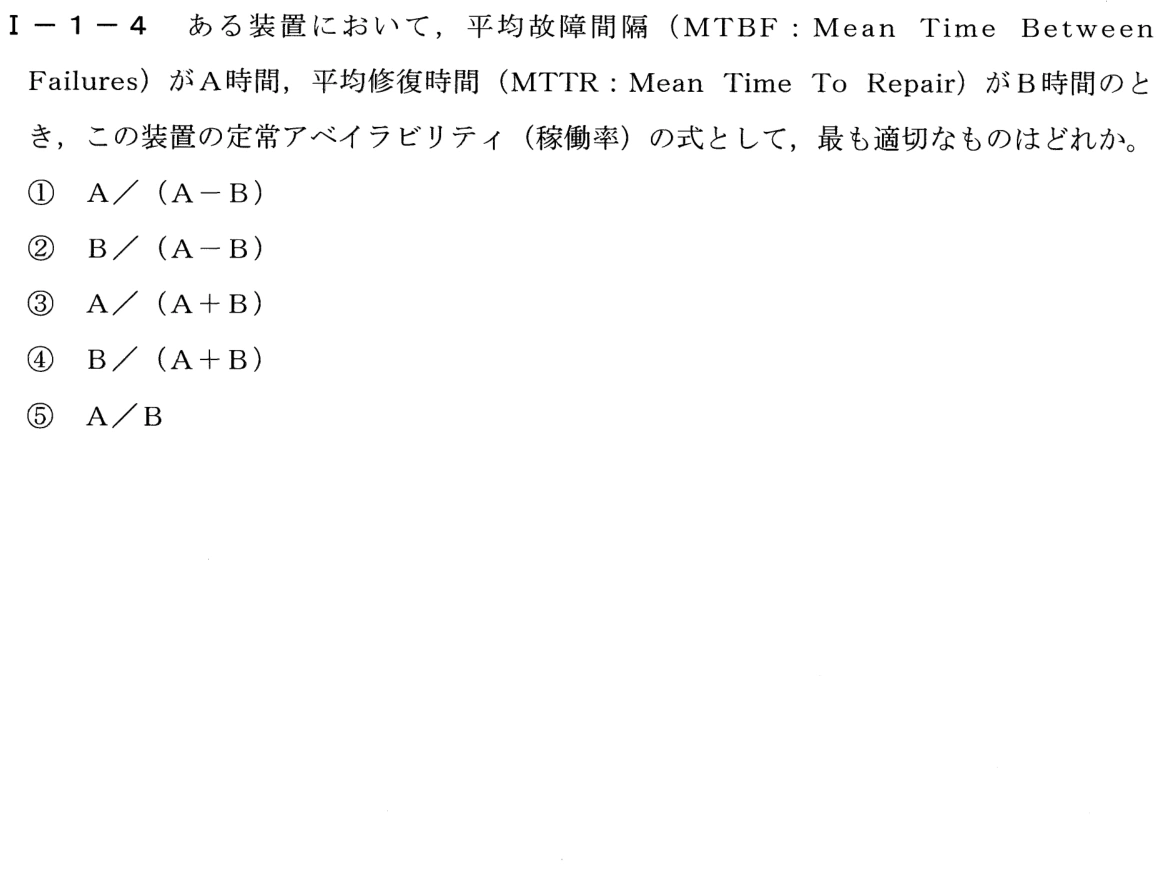 Ⅰ－1－4　ある装置において，平均故障間隔（MTBF：Mean Time Between
Failures）がA時間，平均修復時間（MTTR：Mean Time To Repair）がB時間のと
き，この装置の定常アベイラビリティ（稼働率）の式として，最も適切なものはどれか。
①　A／（A－B）
②　B／（A－B）
③　A／（A＋B）
④　B／（A＋B）
⑤　A／B